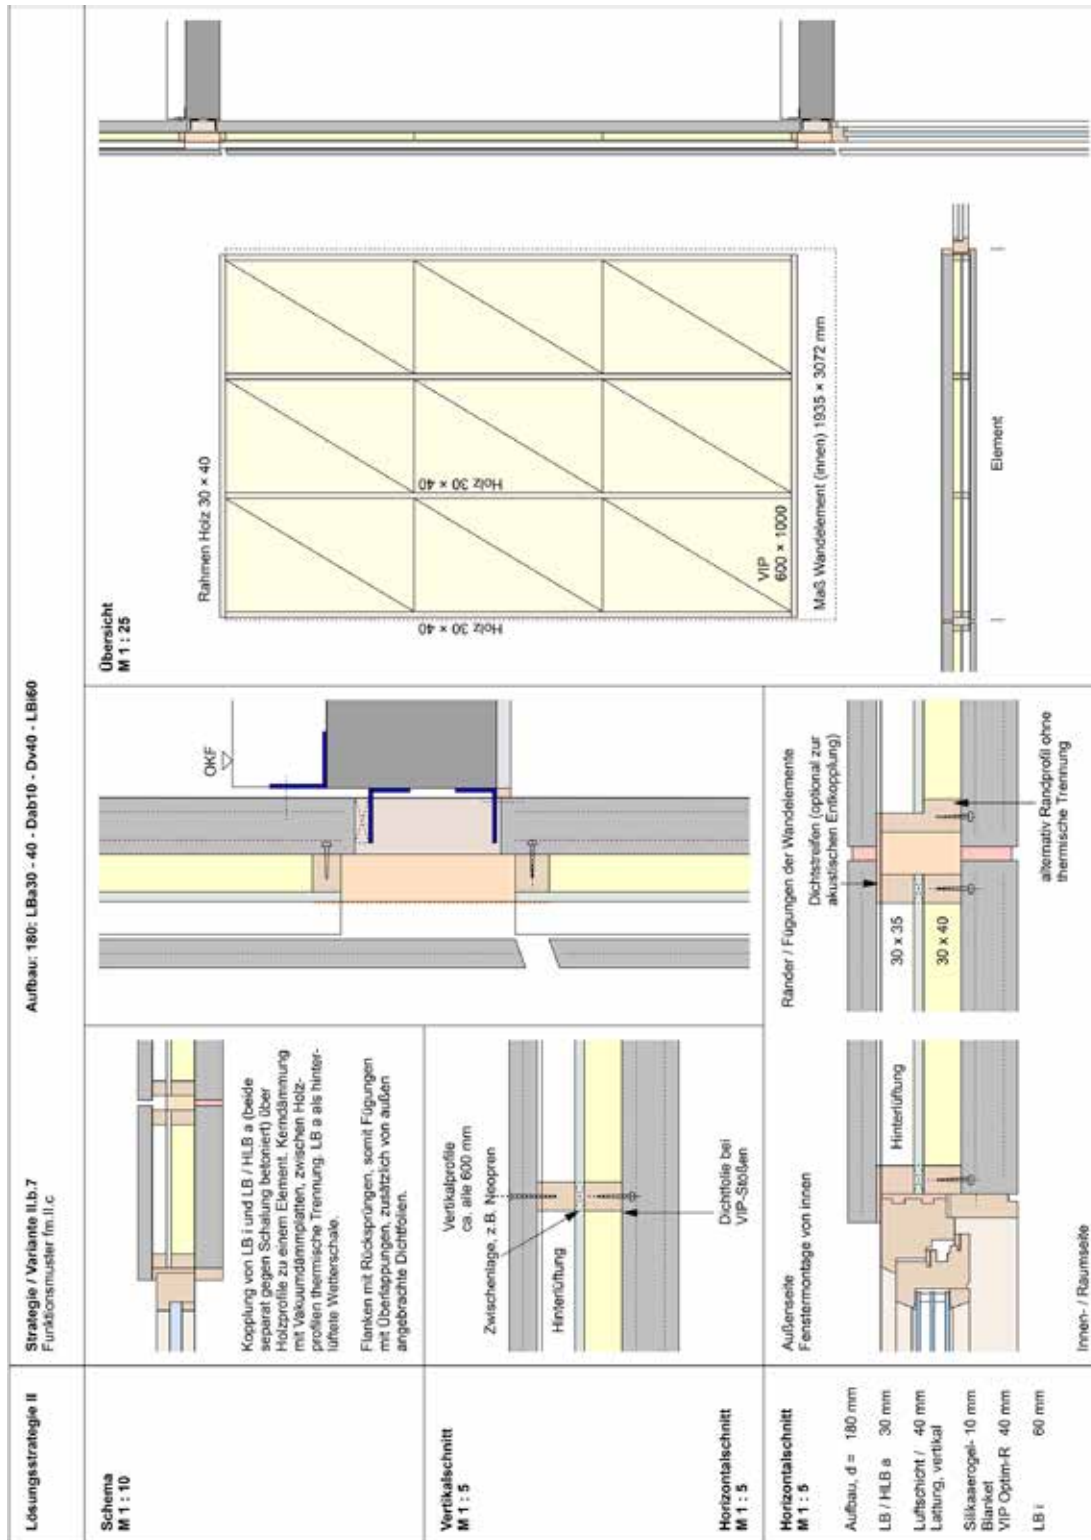 Lösungsstrategie II
Strategie / Variante II.b.7
Funktionsmuster fm.II.c
Aufbau: 180: LBa30 - 40 - Dab10 - Dv40 - LBi60
Schema
M 1 : 10
Kopplung von LB i und LB / HLB a (beide
separat gegen Schalung betoniert) über
Holzprofile zu einem Element. Kerndämmung
mit Vakuumdämmplatten, zwischen Holz-
profilen thermische Trennung. LB a als hinter-
lüftete Wetterschale.
Flanken mit Rücksprüngen, somit Fügungen
mit Überlappungen, zusätzlich von außen
angebrachte Dichtfolien.
OKF
Übersicht
M 1 : 25
Rahmen Holz 30 × 40
Holz 30 × 40
Holz 30 × 40
VIP
600 × 1000
Maß Wandelement (innen) 1935 × 3072 mm
Element
Vertikalschnitt
M 1 : 5
Horizontalschnitt
M 1 : 5
Vertikalprofile
ca. alle 600 mm
Zwischenlage, z.B. Neopren
Hinterlüftung
Dichtfolie bei
VIP-Stößen
Horizontalschnitt
M 1 : 5
Aufbau, d = 180 mm
LB / HLB a 30 mm
Luftschicht / 40 mm
Lattung, vertikal
Silikaaerogel- 10 mm
Blanket
VIP Optim-R 40 mm
LB i 60 mm
Außenseite
Fenstermontage von innen
Hinterlüftung
Innen- / Raumseite
Ränder / Fügungen der Wandelemente
Dichtstreifen (optional zur
akustischen Entkopplung)
30 x 35
30 x 40
alternativ Randprofil ohne
thermische Trennung